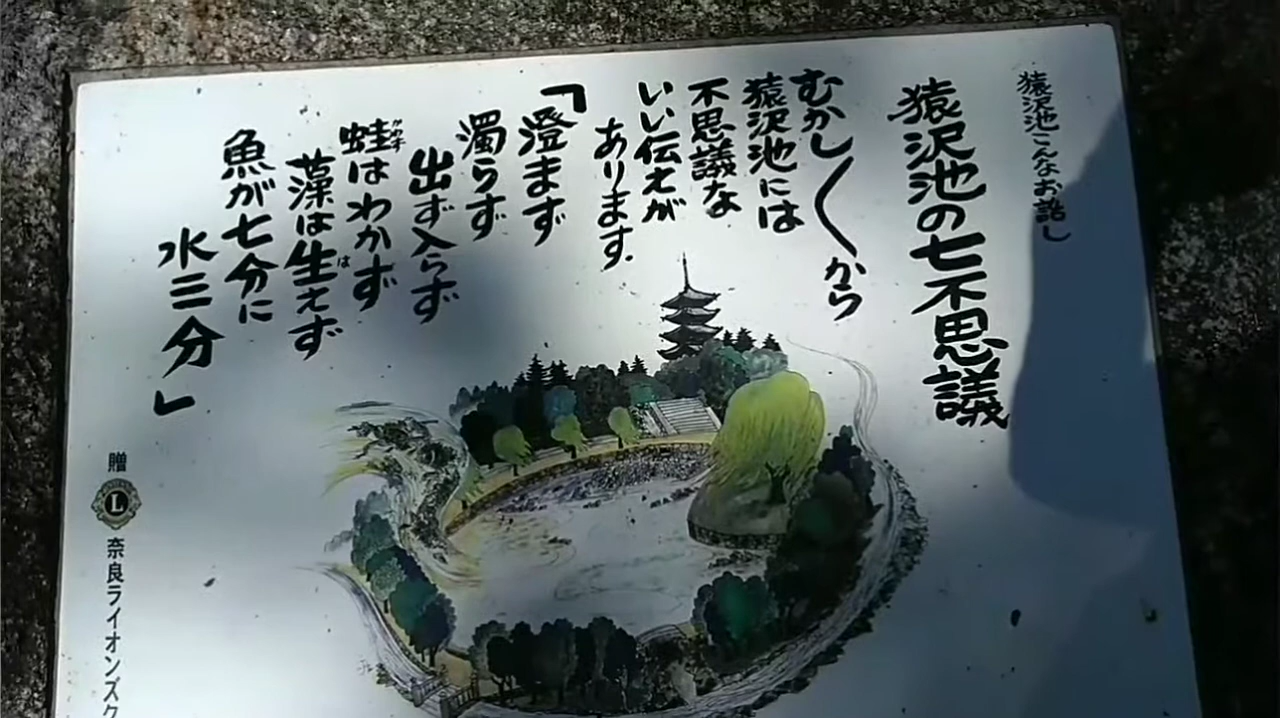 猿沢池こんなお話し
猿沢池の七不思議
むかし〱から
猿沢池には
不思議な
いい伝えが
あります.
「澄まず
濁らず
出ず入らず
蛙はわかず
藻は生えず
は
魚が七分に
水三分」
贈
L
奈良ライオンズク